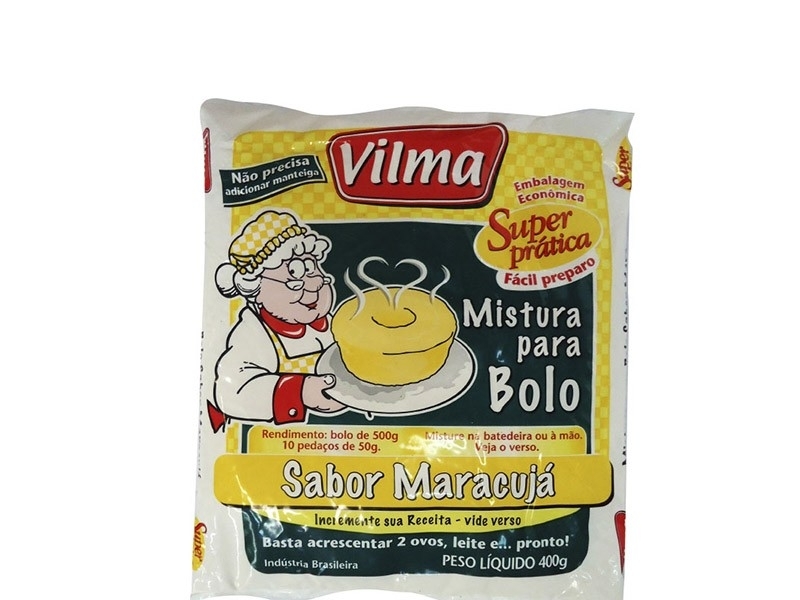 Vilma
Não precisa
adicionar manteiga
Embalagem
Econômica
Super
prática
Fácil preparo
Mistura
para
Bolo
Rendimento: bolo de 500g
10 pedaços de 50g.
Misture na batedeira ou à mão.
Veja o verso.
Sabor Maracujá
Incremente sua Receita - vide verso
Basta acrescentar 2 ovos, leite e... pronto!
Indústria Brasileira
PESO LÍQUIDO 400g
Super
Super